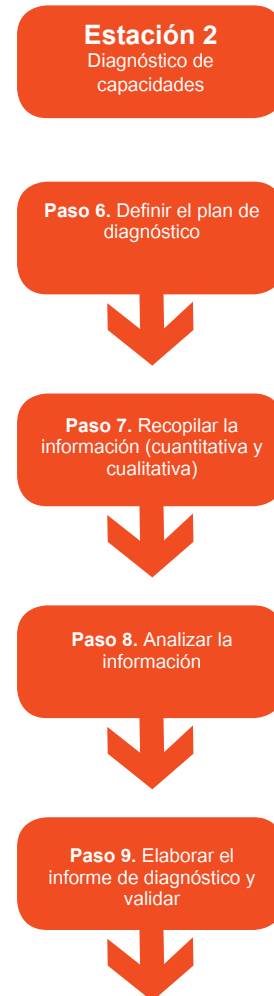 Estación 2
Diagnóstico de
capacidades
Paso 6. Definir el plan de
diagnóstico
Paso 7. Recopilar la
información (cuantitativa y
cualitativa)
Paso 8. Analizar la
información
Paso 9. Elaborar el
informe de diagnóstico y
validar